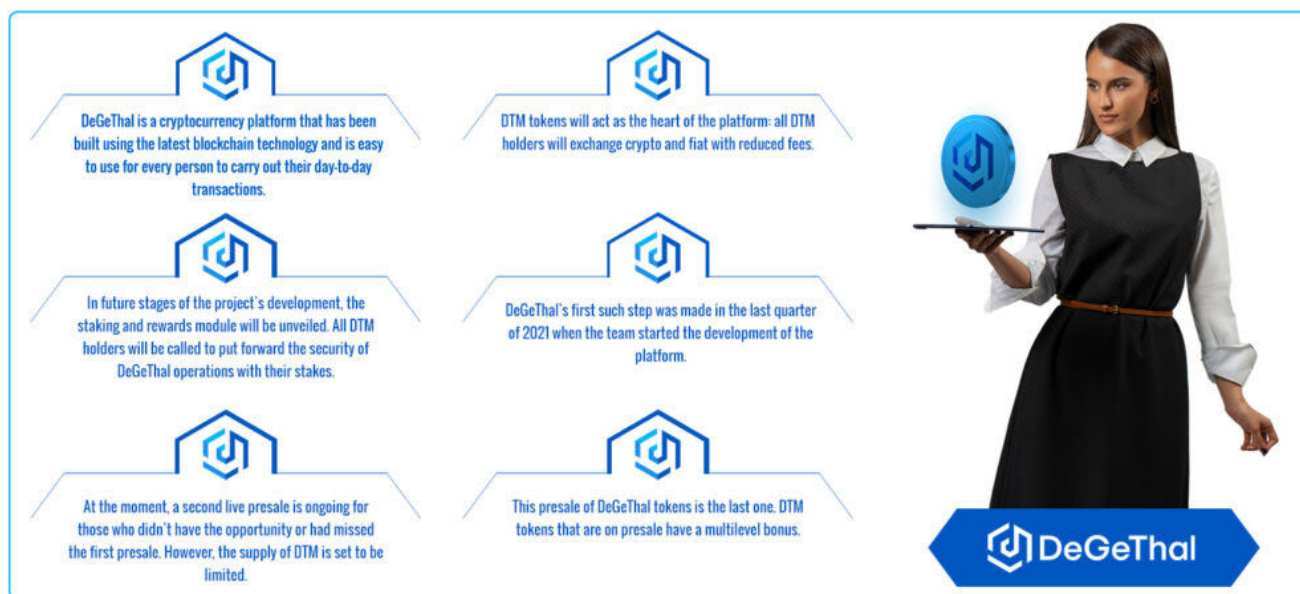 DeGeThal is a cryptocurrency platform that has been
built using the latest blockchain technology and is easy
to use for every person to carry out their day-to-day
transactions.
DTM tokens will act as the heart of the platform: all DTM
holders will exchange crypto and fiat with reduced fees.
In future stages of the project's development, the
staking and rewards module will be unveiled. All DTM
holders will be called to put forward the security of
DeGeThal operations with their stakes.
DeGeThal's first such step was made in the last quarter
of 2021 when the team started the development of the
platform.
At the moment, a second live presale is ongoing for
those who didn't have the opportunity or had missed
the first presale. However, the supply of DTM is set to be
limited.
This presale of DeGeThal tokens is the last one. DTM
tokens that are on presale have a multilevel bonus.
DeGeThal